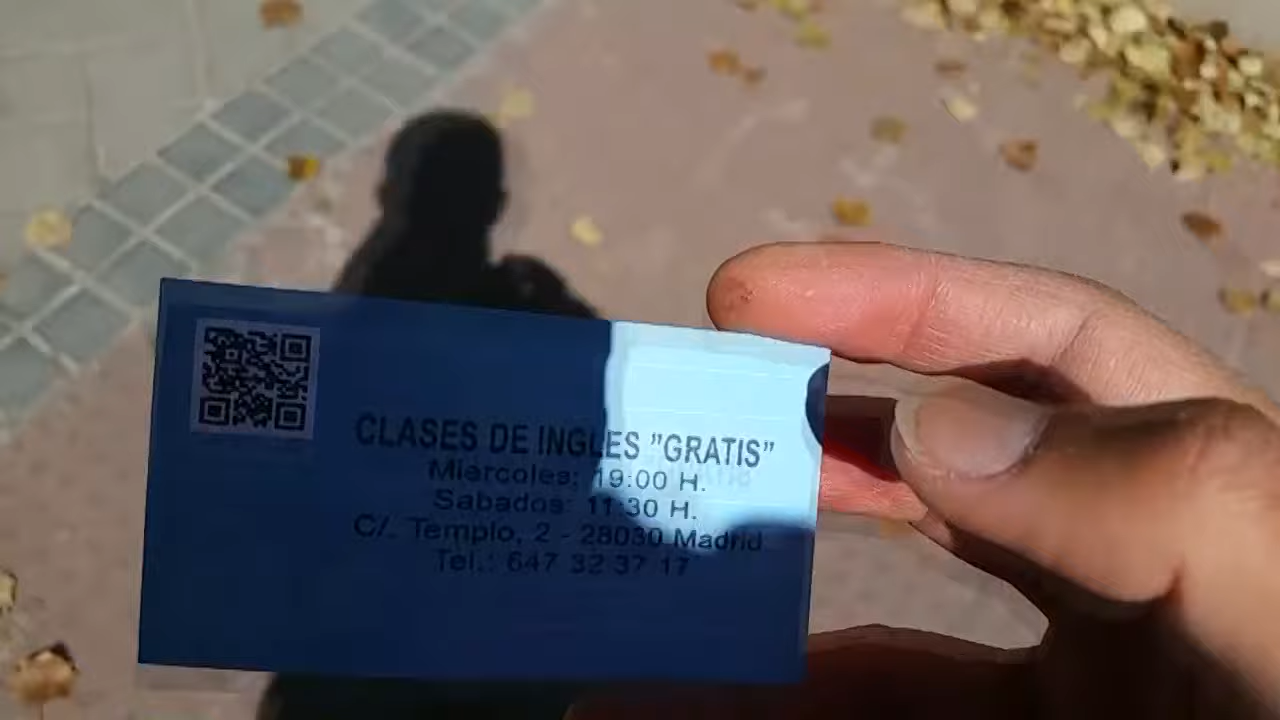 CLASES DE INGLES "GRATIS"
Miercoles: 19:00 H.
Sabados: 11:30 H.
C/. Templo, 2 - 28030 Madrid
Tel.: 647 32 37 17